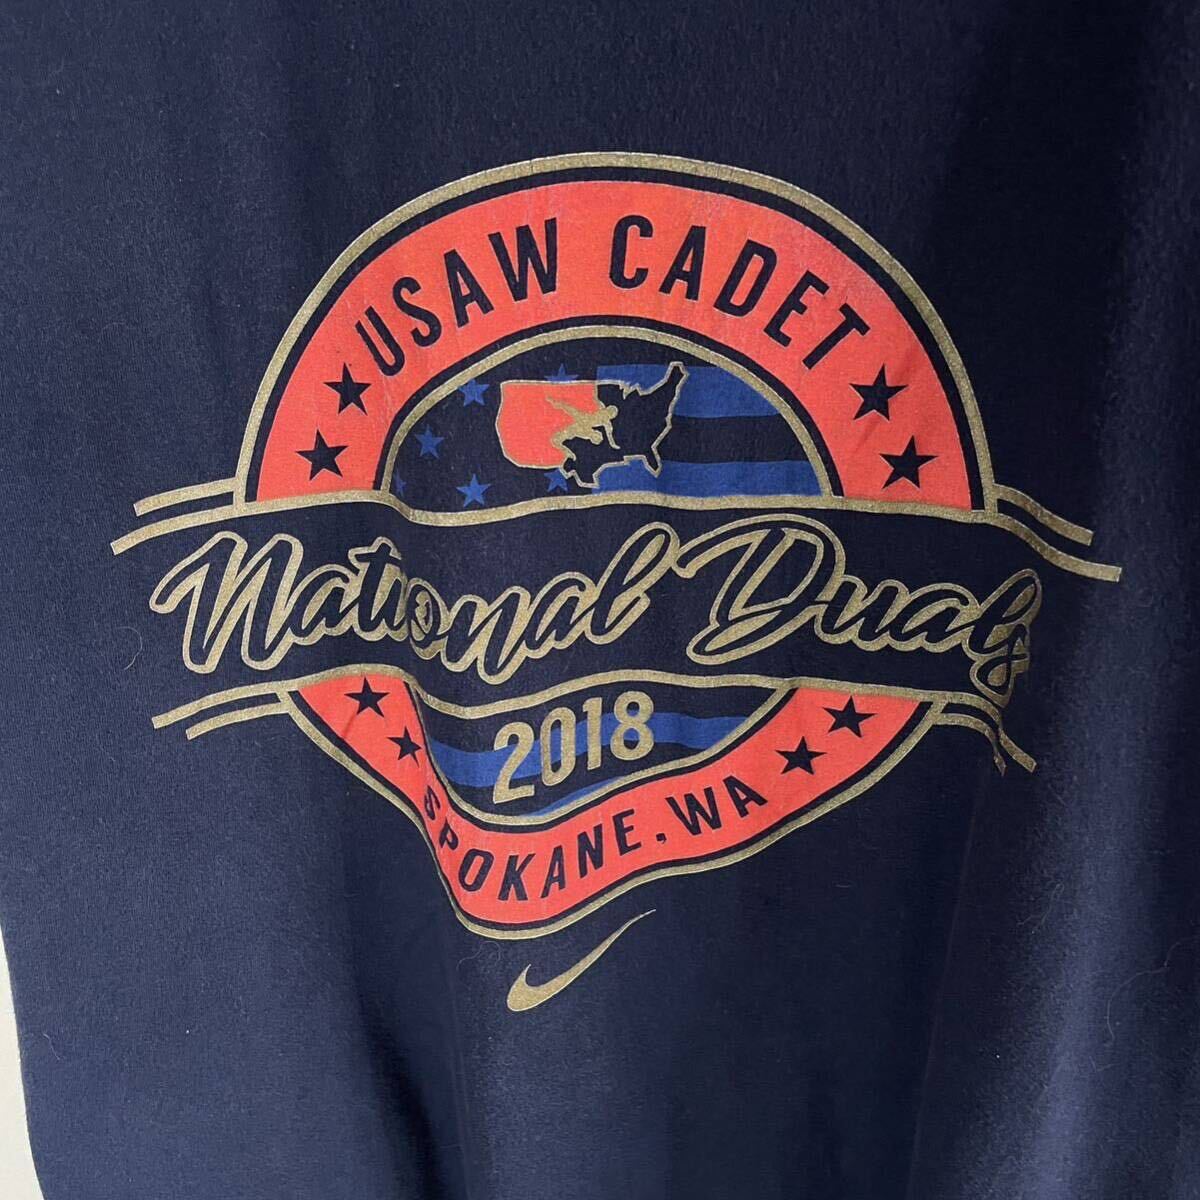 USAW CADET
National Duals
2018
SPOKANE, WA